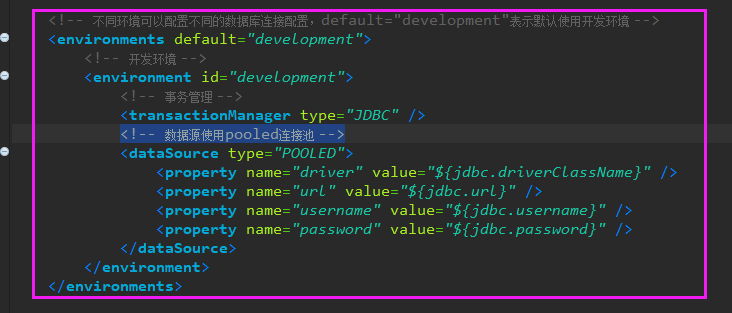 <!-- 不同环境可以配置不同的数据库连接配置，default="development"表示默认使用开发环境 -->
<environments default="development">
<!-- 开发环境 -->
<environment id="development">
<!-- 事务管理 -->
<transactionManager type="JDBC" />
<!-- 数据源使用pooled连接池 -->
<dataSource type="POOLED">
<property name="driver" value="${jdbc.driverClassName}" />
<property name="url" value="${jdbc.url}" />
<property name="username" value="${jdbc.username}" />
<property name="password" value="${jdbc.password}" />
</dataSource>
</environment>
</environments>